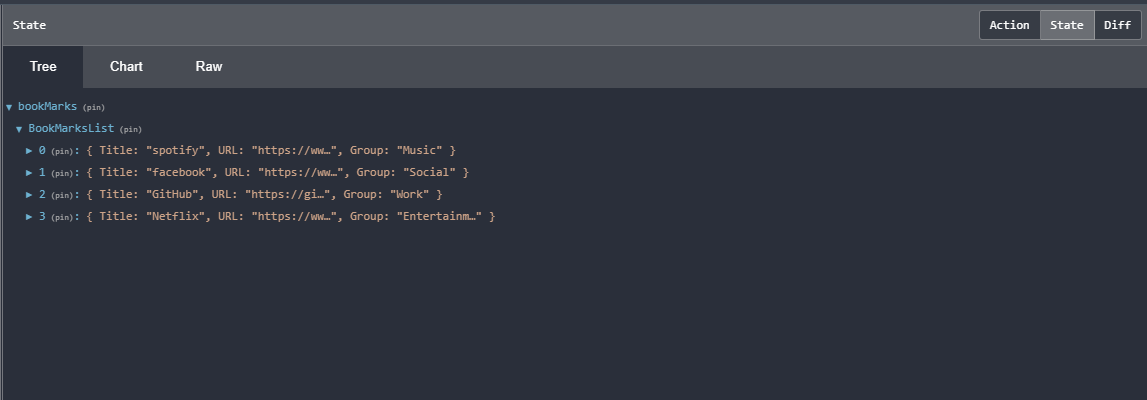 State Action State Diff
Tree Chart Raw
▼ bookMarks (pin)
▼ BookMarksList (pin)
▶ 0 (pin): { Title: "spotify", URL: "https://ww…", Group: "Music" }
▶ 1 (pin): { Title: "facebook", URL: "https://ww…", Group: "Social" }
▶ 2 (pin): { Title: "GitHub", URL: "https://gi…", Group: "Work" }
▶ 3 (pin): { Title: "Netflix", URL: "https://ww…", Group: "Entertainm…" }